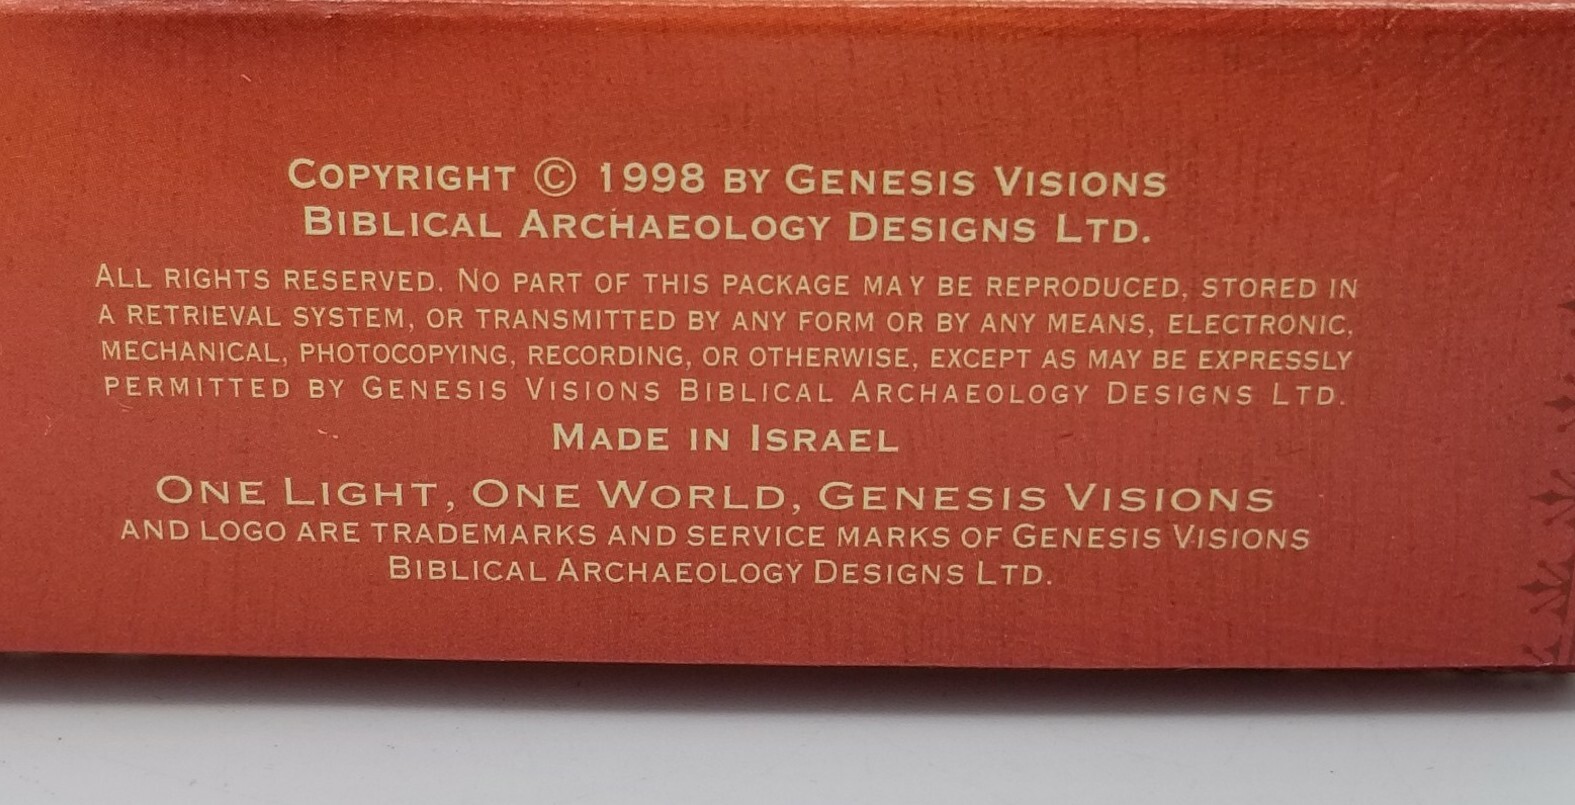 COPYRIGHT © 1998 BY GENESIS VISIONS
BIBLICAL ARCHAEOLOGY DESIGNS LTD.
ALL RIGHTS RESERVED. NO PART OF THIS PACKAGE MAY BE REPRODUCED, STORED IN
A RETRIEVAL SYSTEM, OR TRANSMITTED BY ANY FORM OR BY ANY MEANS, ELECTRONIC,
MECHANICAL, PHOTOCOPYING, RECORDING, OR OTHERWISE, EXCEPT AS MAY BE EXPRESSLY
PERMITTED BY GENESIS VISIONS BIBLICAL ARCHAEOLOGY DESIGNS LTD.
MADE IN ISRAEL
ONE LIGHT, ONE WORLD, GENESIS VISIONS
AND LOGO ARE TRADEMARKS AND SERVICE MARKS OF GENESIS VISIONS
BIBLICAL ARCHAEOLOGY DESIGNS LTD.